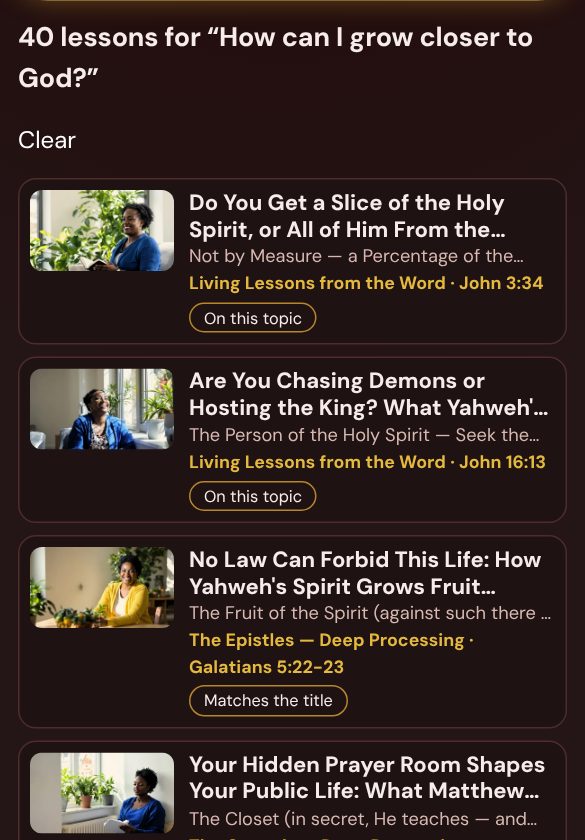 40 lessons for “How can I grow closer to
God?”
Clear
Do You Get a Slice of the Holy
Spirit, or All of Him From the...
Not by Measure — a Percentage of the...
Living Lessons from the Word · John 3:34
On this topic
Are You Chasing Demons or
Hosting the King? What Yahweh'...
The Person of the Holy Spirit — Seek the...
Living Lessons from the Word · John 16:13
On this topic
No Law Can Forbid This Life: How
Yahweh's Spirit Grows Fruit...
The Fruit of the Spirit (against such there ...
The Epistles — Deep Processing ·
Galatians 5:22–23
Matches the title
Your Hidden Prayer Room Shapes
Your Public Life: What Matthew...
The Closet (in secret, He teaches — and...